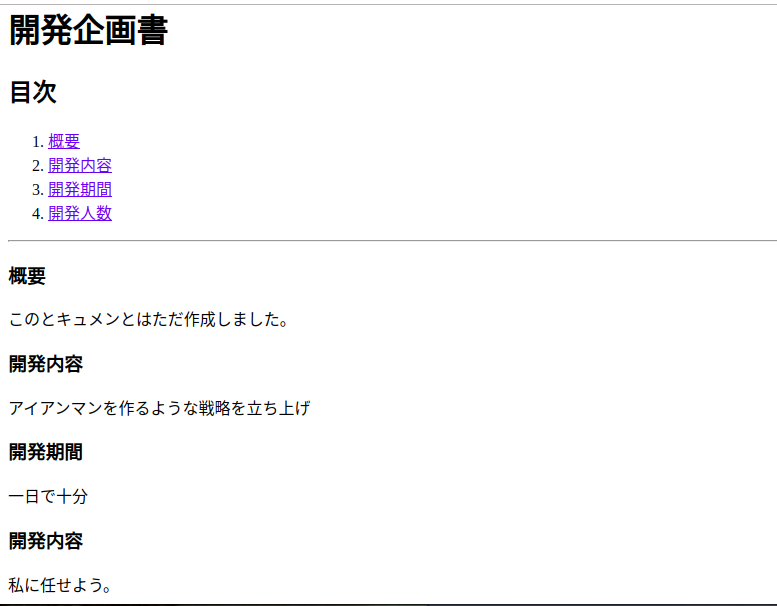 開発企画書
目次
1. 概要
2. 開発内容
3. 開発期間
4. 開発人数
概要
このとキュメンとはただ作成しました。
開発内容
アイアンマンを作るような戦略を立ち上げ
開発期間
一日で十分
開発内容
私に任せよう。